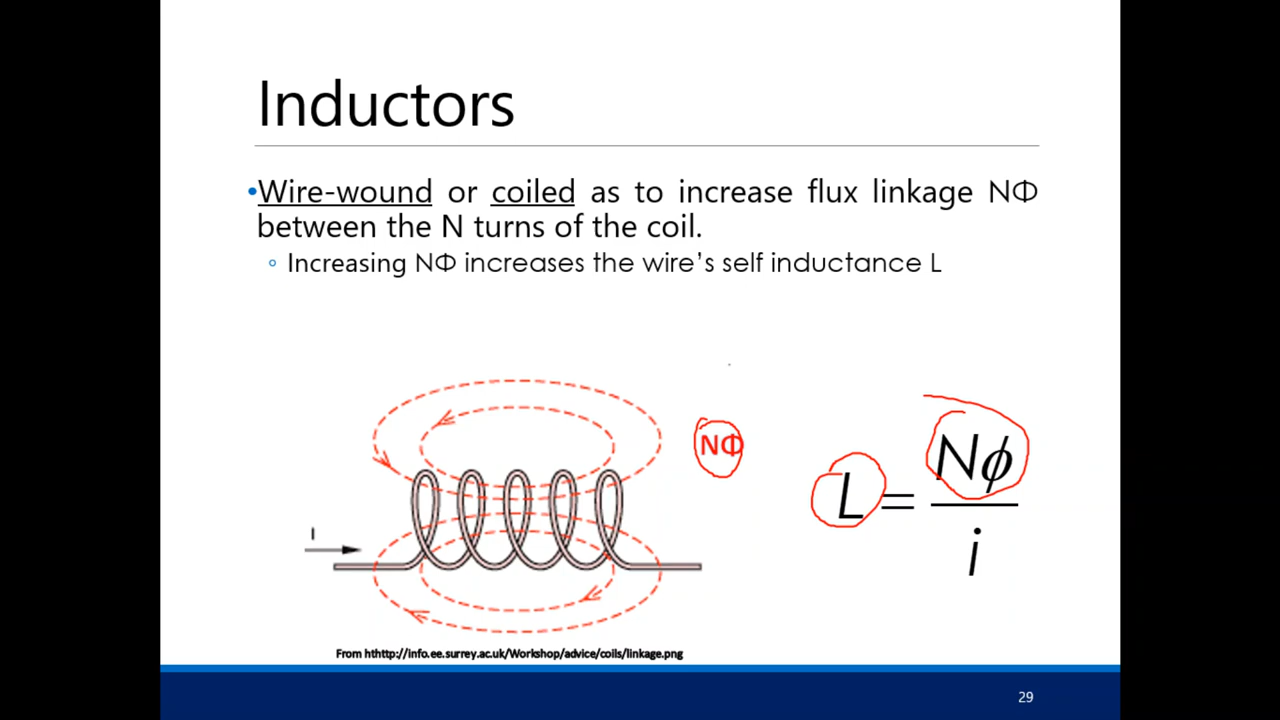 Inductors
•Wire-wound or coiled as to increase flux linkage NΦ
between the N turns of the coil.
◦ Increasing NΦ increases the wire’s self inductance L
NΦ
L = Nϕ / i
I
From hthttp://info.ee.surrey.ac.uk/Workshop/advice/coils/linkage.png
29